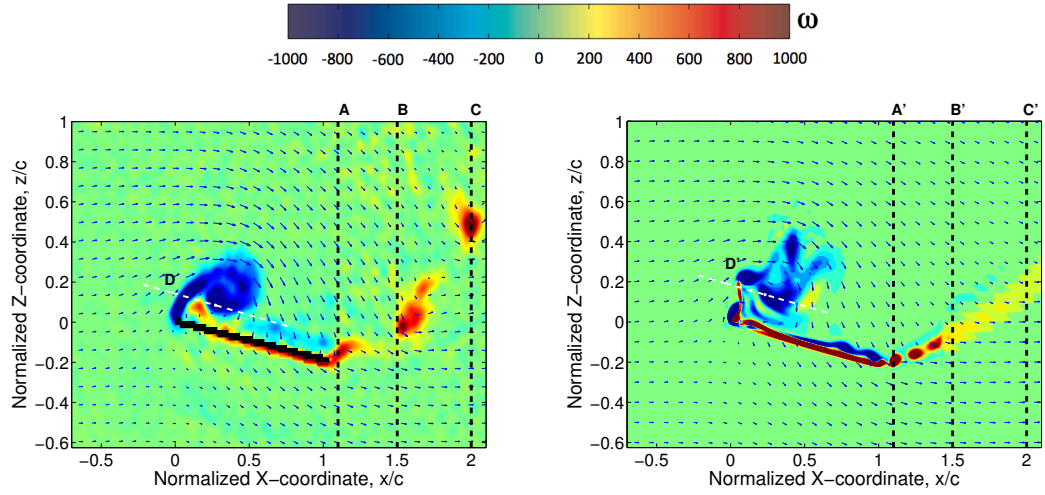 ω
-1000 -800 -600 -400 -200 0 200 400 600 800 1000
A B C
1
0.8
0.6
0.4
0.2
0
−0.2
−0.4
−0.6
D
Normalized Z−coordinate, z/c
−0.5 0 0.5 1 1.5 2
Normalized X−coordinate, x/c
A' B' C'
1
0.8
0.6
0.4
0.2
0
−0.2
−0.4
−0.6
D'
Normalized Z−coordinate, z/c
−0.5 0 0.5 1 1.5 2
Normalized X−coordinate, x/c